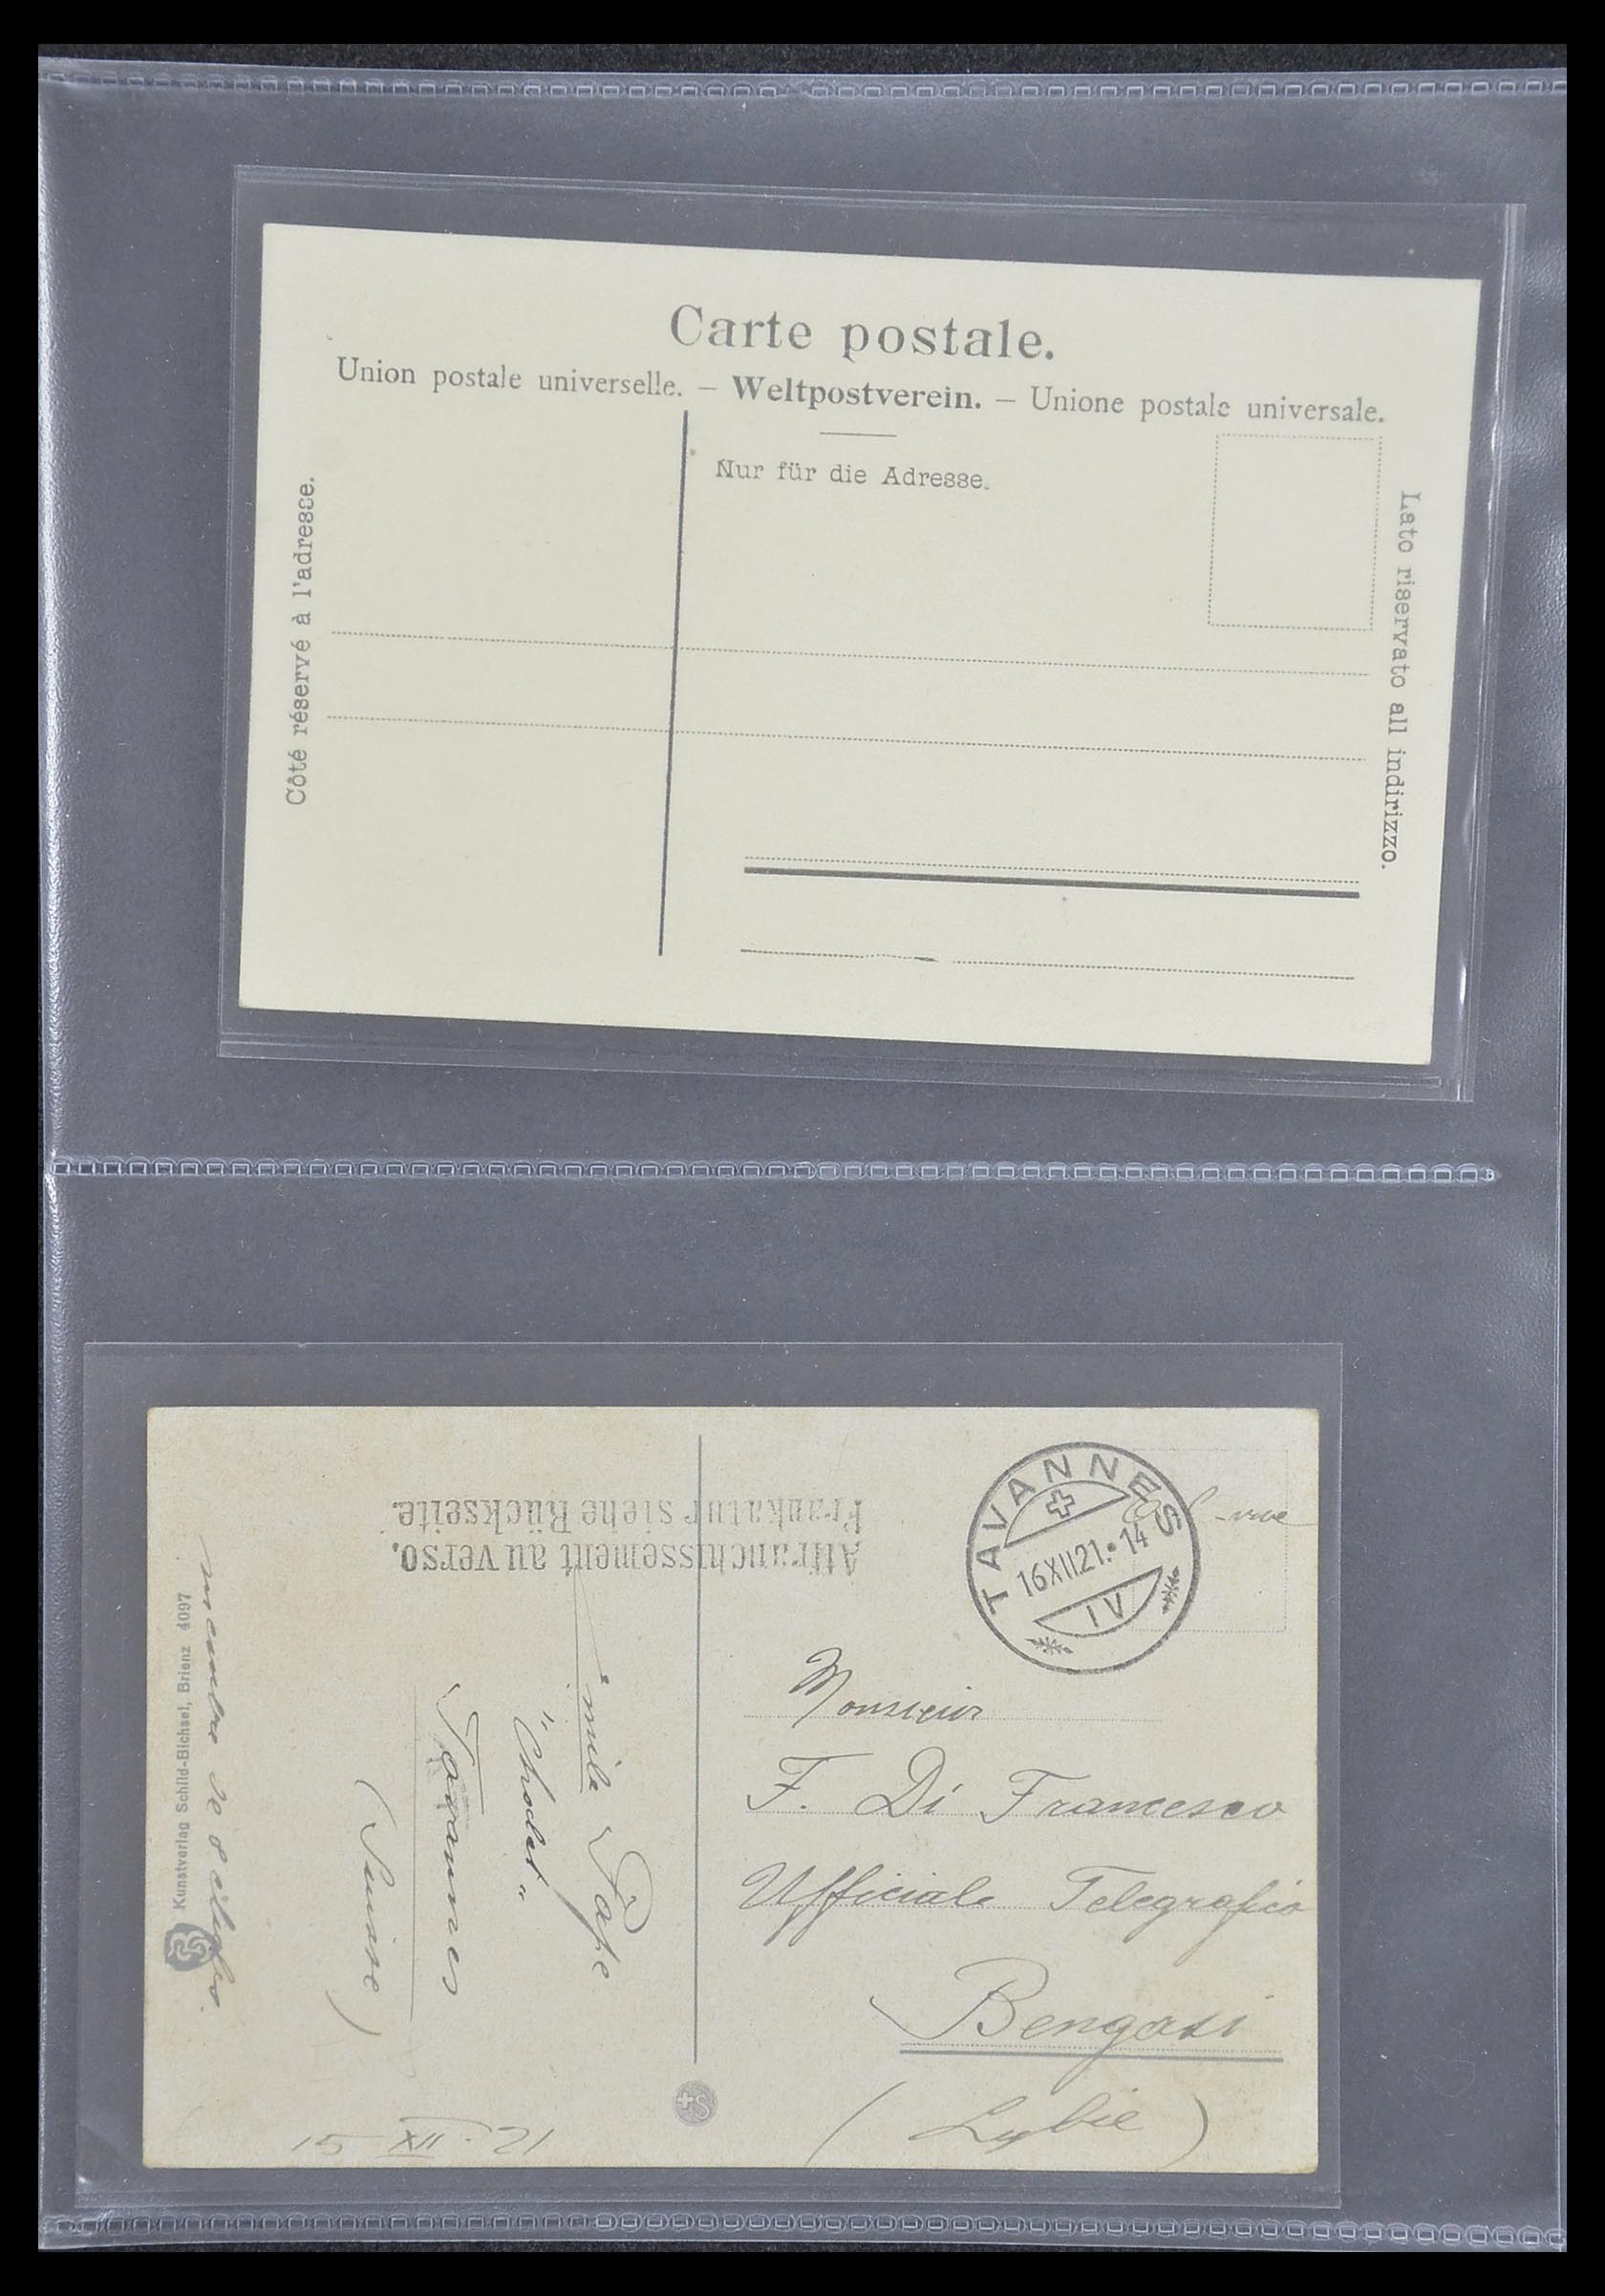 Carte postale.
Union postale universelle. – Weltpostverein. – Unione postale universale.
Nur für die Adresse.
Côté réservé à l'adresse.
Lato riservato all indirizzo.
TAVANNES
16 XII 21. • 14
IV
Affranchissement au verso.
Frankatur siehe Rückseite.
Monsieur
F. Di Francesco
Ufficiale Telegrafico
Bengasi
(Lybie)
"Chodet"
Tavannes
(Suisse)
15 XII. 21
Kunstverlag Schild-Bichsel, Brienz 4097
S